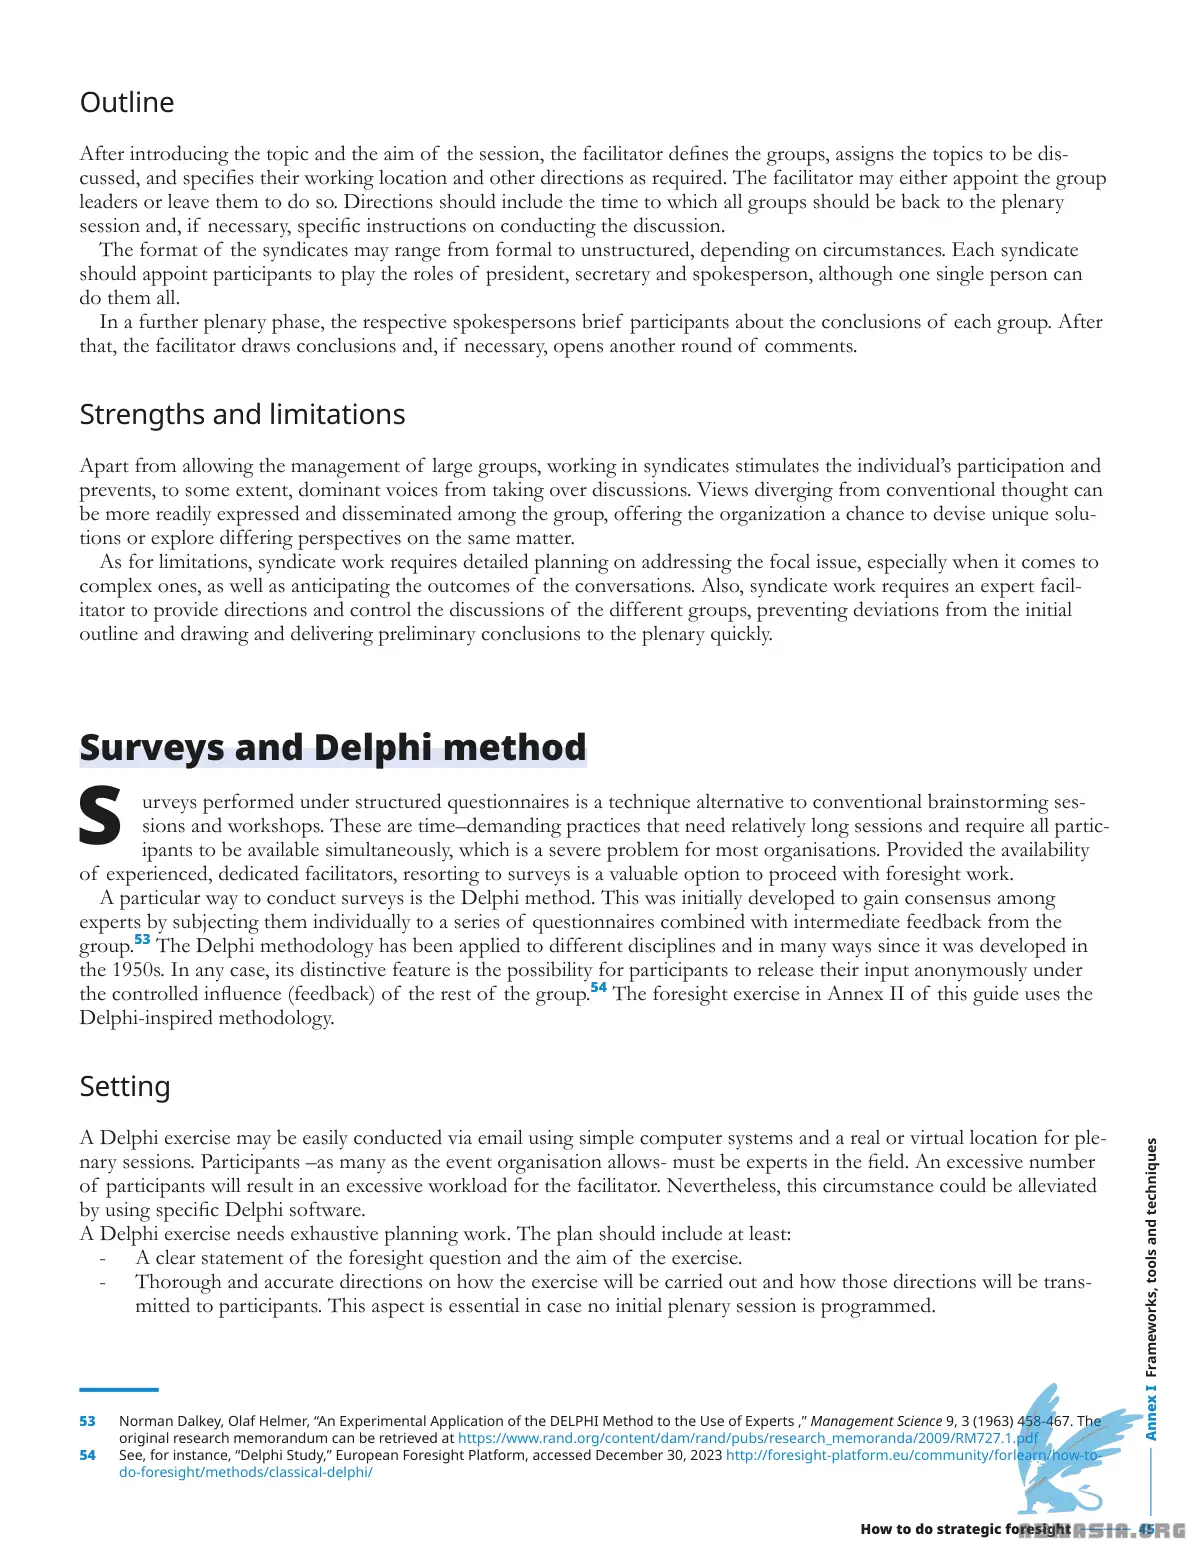 Outline
After introducing the topic and the aim of the session, the facilitator defines the groups, assigns the topics to be dis-
cussed, and specifies their working location and other directions as required. The facilitator may either appoint the group
leaders or leave them to do so. Directions should include the time to which all groups should be back to the plenary
session and, if necessary, specific instructions on conducting the discussion.
The format of the syndicates may range from formal to unstructured, depending on circumstances. Each syndicate
should appoint participants to play the roles of president, secretary and spokesperson, although one single person can
do them all.
In a further plenary phase, the respective spokespersons brief participants about the conclusions of each group. After
that, the facilitator draws conclusions and, if necessary, opens another round of comments.
Strengths and limitations
Apart from allowing the management of large groups, working in syndicates stimulates the individual’s participation and
prevents, to some extent, dominant voices from taking over discussions. Views diverging from conventional thought can
be more readily expressed and disseminated among the group, offering the organization a chance to devise unique solu-
tions or explore differing perspectives on the same matter.
As for limitations, syndicate work requires detailed planning on addressing the focal issue, especially when it comes to
complex ones, as well as anticipating the outcomes of the conversations. Also, syndicate work requires an expert facil-
itator to provide directions and control the discussions of the different groups, preventing deviations from the initial
outline and drawing and delivering preliminary conclusions to the plenary quickly.
Surveys and Delphi method
Surveys performed under structured questionnaires is a technique alternative to conventional brainstorming ses-
sions and workshops. These are time–demanding practices that need relatively long sessions and require all partic-
ipants to be available simultaneously, which is a severe problem for most organisations. Provided the availability
of experienced, dedicated facilitators, resorting to surveys is a valuable option to proceed with foresight work.
A particular way to conduct surveys is the Delphi method. This was initially developed to gain consensus among
experts by subjecting them individually to a series of questionnaires combined with intermediate feedback from the
group.53 The Delphi methodology has been applied to different disciplines and in many ways since it was developed in
the 1950s. In any case, its distinctive feature is the possibility for participants to release their input anonymously under
the controlled influence (feedback) of the rest of the group.54 The foresight exercise in Annex II of this guide uses the
Delphi-inspired methodology.
Setting
A Delphi exercise may be easily conducted via email using simple computer systems and a real or virtual location for ple-
nary sessions. Participants –as many as the event organisation allows- must be experts in the field. An excessive number
of participants will result in an excessive workload for the facilitator. Nevertheless, this circumstance could be alleviated
by using specific Delphi software.
A Delphi exercise needs exhaustive planning work. The plan should include at least:
- A clear statement of the foresight question and the aim of the exercise.
- Thorough and accurate directions on how the exercise will be carried out and how those directions will be trans-
mitted to participants. This aspect is essential in case no initial plenary session is programmed.
53 Norman Dalkey, Olaf Helmer, “An Experimental Application of the DELPHI Method to the Use of Experts ,” Management Science 9, 3 (1963) 458-467. The
original research memorandum can be retrieved at https://www.rand.org/content/dam/rand/pubs/research_memoranda/2009/RM727.1.pdf
54 See, for instance, “Delphi Study,” European Foresight Platform, accessed December 30, 2023 http://foresight-platform.eu/community/forlearn/how-to-
do-foresight/methods/classical-delphi/
Annex I Frameworks, tools and techniques
How to do strategic foresight 45